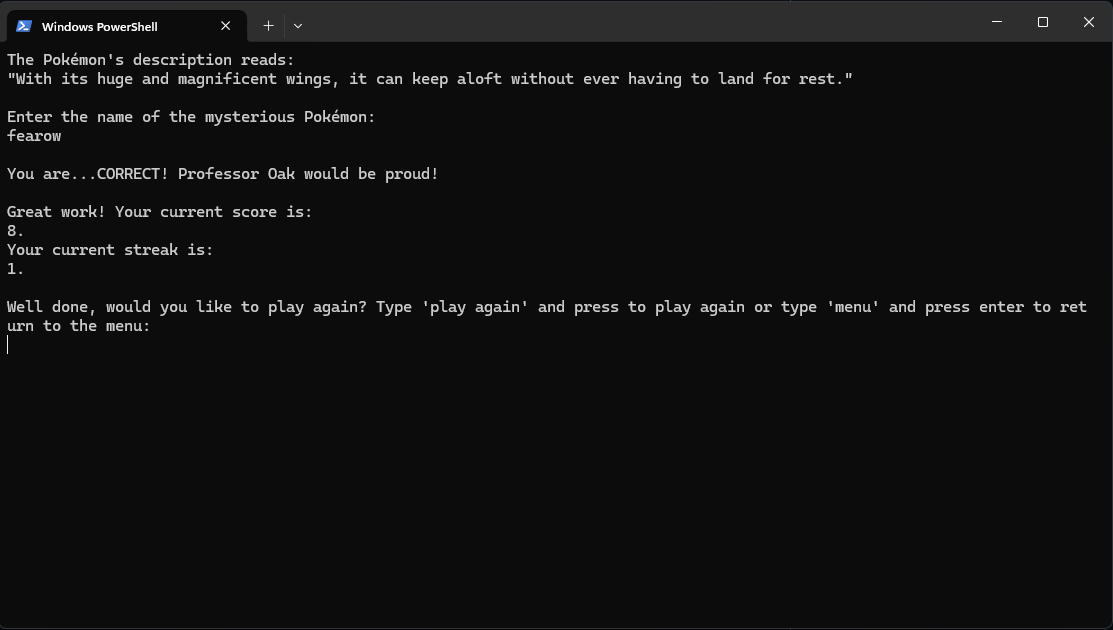 Windows PowerShell
The Pokémon's description reads:
"With its huge and magnificent wings, it can keep aloft without ever having to land for rest."
Enter the name of the mysterious Pokémon:
fearow
You are...CORRECT! Professor Oak would be proud!
Great work! Your current score is:
8.
Your current streak is:
1.
Well done, would you like to play again? Type 'play again' and press to play again or type 'menu' and press enter to ret
urn to the menu: